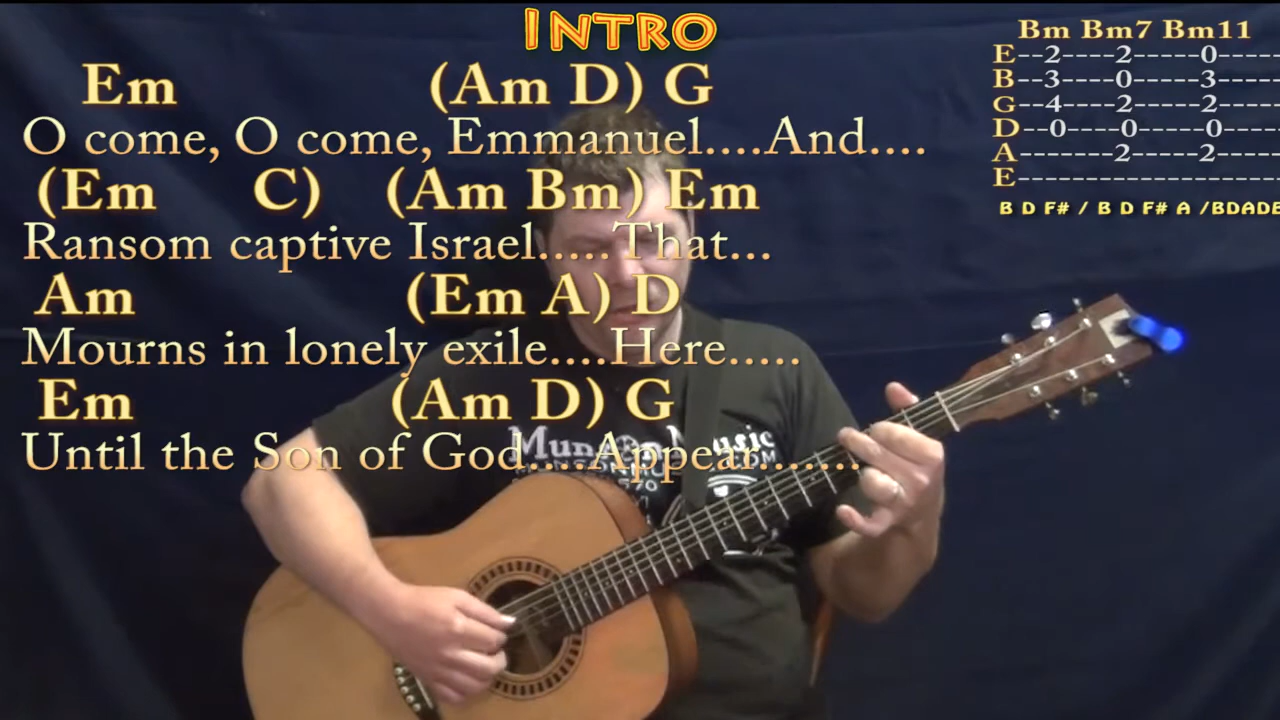 INTRO
Em (Am D) G
O come, O come, Emmanuel....And....
(Em C) (Am Bm) Em
Ransom captive Israel.....That...
Am (Em A) D
Mourns in lonely exile....Here.....
Em (Am D) G
Until the Son of God....Appear.......
Bm Bm7 Bm11
E--2----2-----0----
B--3----0-----3----
G--4----2-----2----
D--0----0-----0----
A-------2-----2----
E------------------
B D F# / B D F# A /BDADE
Munson Music